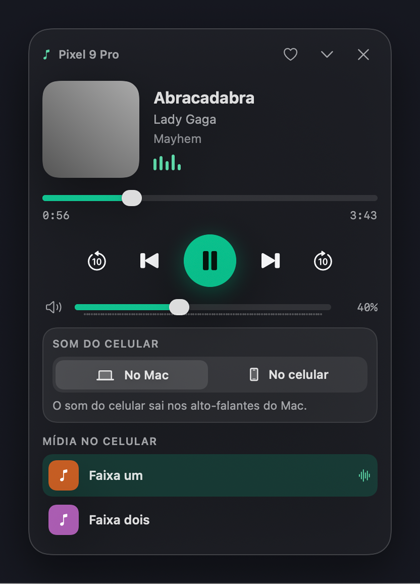 Pixel 9 Pro
Abracadabra
Lady Gaga
Mayhem
0:56 3:43
10 10
40%
SOM DO CELULAR
No Mac No celular
O som do celular sai nos alto-falantes do Mac.
MÍDIA NO CELULAR
Faixa um
Faixa dois